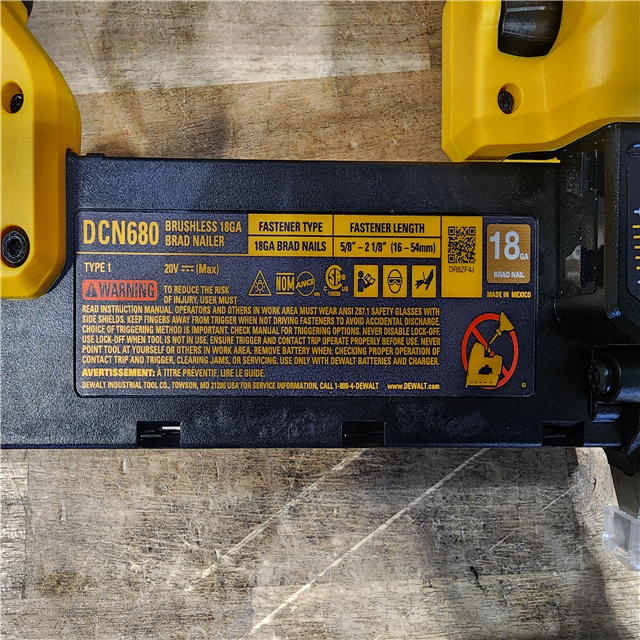 DCN680 BRUSHLESS 18GA
BRAD NAILER
FASTENER TYPE
18GA BRAD NAILS
FASTENER LENGTH
5/8" – 2 1/8" (16 – 54mm)
DR8ZF4J
18GA
BRAD NAIL
MADE IN MEXICO
TYPE 1
20V (Max)
NOM ANCE
C US
WARNING TO REDUCE THE RISK
OF INJURY, USER MUST
READ INSTRUCTION MANUAL. OPERATORS AND OTHERS IN WORK AREA MUST WEAR ANSI Z87.1 SAFETY GLASSES WITH
SIDE SHIELDS. KEEP FINGERS AWAY FROM TRIGGER WHEN NOT DRIVING FASTENERS TO AVOID ACCIDENTAL DISCHARGE.
CHOICE OF TRIGGERING METHOD IS IMPORTANT. CHECK MANUAL FOR TRIGGERING OPTIONS. NEVER DISABLE LOCK-OFF.
USE LOCK-OFF WHEN TOOL IS NOT IN USE. ENSURE TRIGGER AND CONTACT TRIP OPERATE PROPERLY BEFORE USE. NEVER
POINT TOOL AT YOURSELF OR OTHERS IN WORK AREA. REMOVE BATTERY WHEN: CHECKING PROPER OPERATION OF
CONTACT TRIP AND TRIGGER, CLEARING JAMS, OR SERVICING. USE ONLY WITH DEWALT BATTERIES AND CHARGER.
AVERTISSEMENT: À TITRE PRÉVENTIF, LIRE LE GUIDE.
DEWALT INDUSTRIAL TOOL CO., TOWSON, MD 21286 USA FOR SERVICE INFORMATION, CALL 1-800-4-DEWALT www.DEWALT.com
©